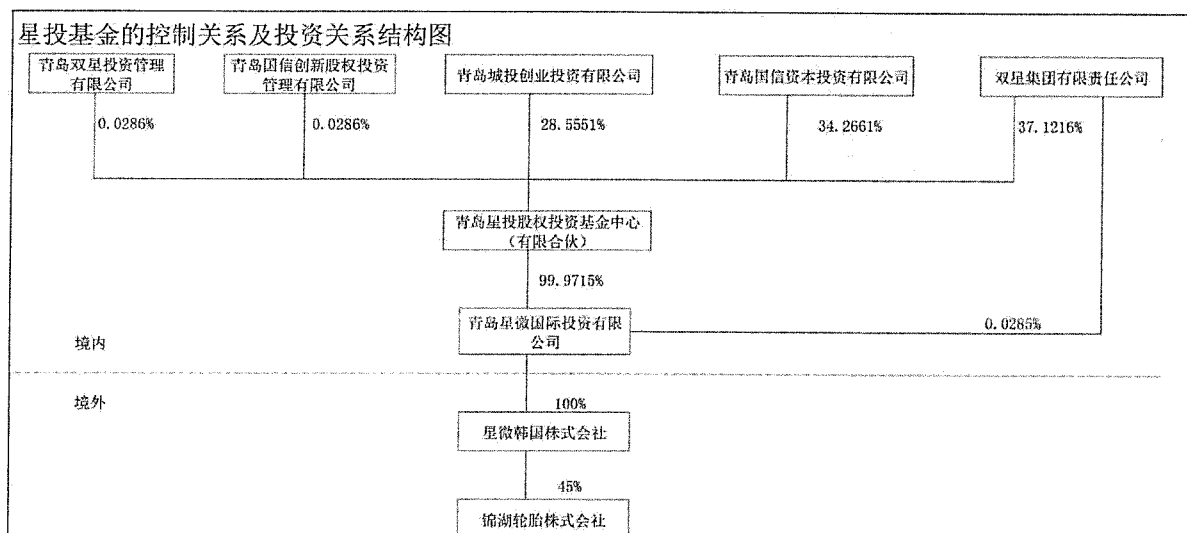 星投基金的控制关系及投资关系结构图
青岛双星投资管理
有限公司
青岛国信创新股权投资
管理有限公司
青岛城投创业投资有限公司
青岛国信资本投资有限公司
双星集团有限责任公司
0.0286%
0.0286%
28.5551%
34.2661%
37.1216%
青岛星投股权投资基金中心
（有限合伙）
99.9715%
青岛星微国际投资有限
公司
0.0285%
境内
境外
100%
星微韩国株式会社
45%
锦湖轮胎株式会社